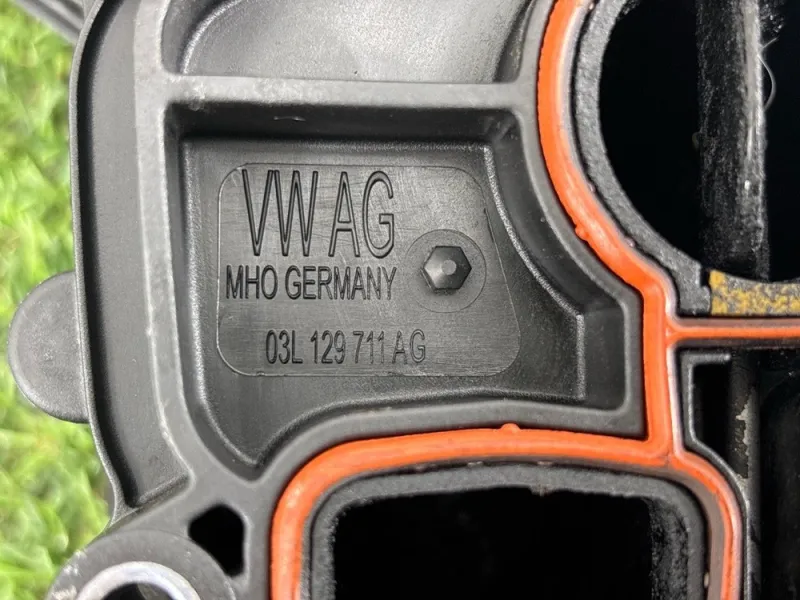 VW AG
MHO GERMANY
03L 129 711 AG